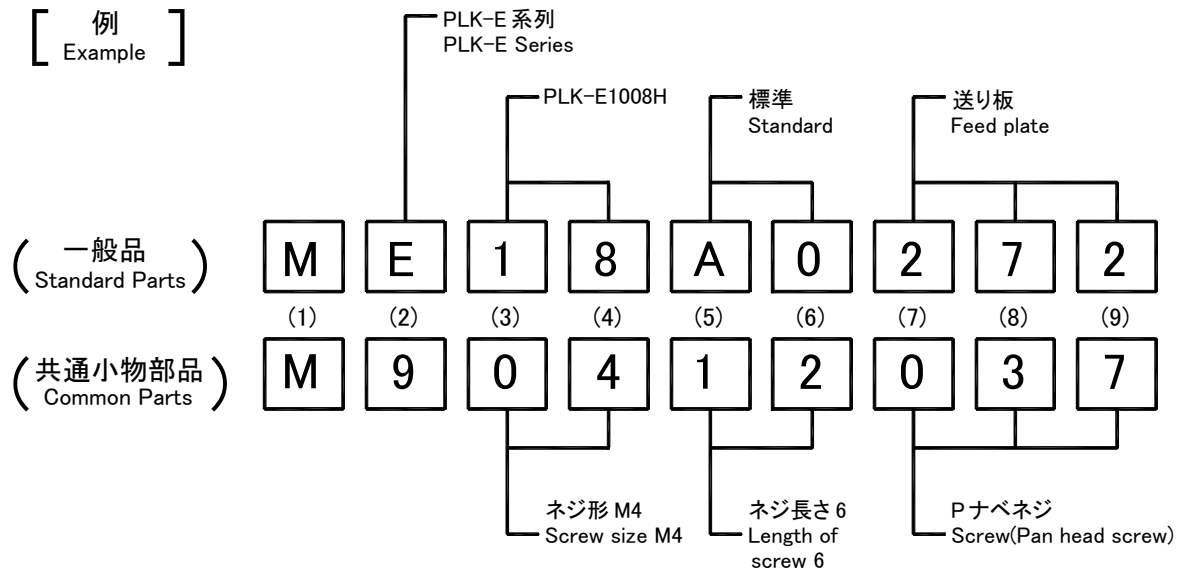 例
Example
PLK-E 系列
PLK-E Series
PLK-E1008H
標準
Standard
送り板
Feed plate
一般品
Standard Parts
M E 1 8 A 0 2 7 2
(1) (2) (3) (4) (5) (6) (7) (8) (9)
共通小物部品
Common Parts
M 9 0 4 1 2 0 3 7
ネジ形 M4
Screw size M4
ネジ長さ 6
Length of
screw 6
P ナベネジ
Screw(Pan head screw)